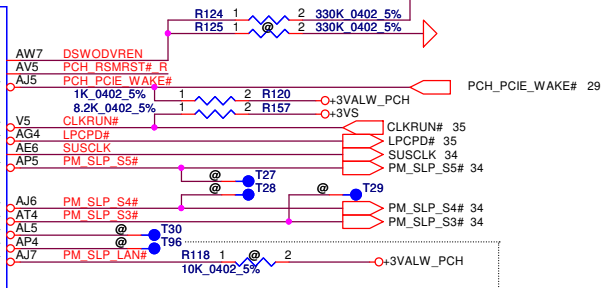 R124 1 2 330K_0402_5%
R125 1 @ 2 330K_0402_5%
AW7 DSWODVREN
AV5 PCH_RSMRST#_R
AJ5 PCH_PCIE_WAKE# PCH_PCIE_WAKE# 29
1K_0402_5% 1 2 R120 +3VALW_PCH
8.2K_0402_5% 1 2 R157 +3VS
V5 CLKRUN# CLKRUN# 35
AG4 LPCPD# LPCPD# 35
AE6 SUSCLK SUSCLK 34
AP5 PM_SLP_S5# PM_SLP_S5# 34
@ T27
@ T28 @ T29
AJ6 PM_SLP_S4# PM_SLP_S4# 34
AT4 PM_SLP_S3# PM_SLP_S3# 34
AL5 @ T30
AP4 @ T96
AJ7 PM_SLP_LAN# R118 1 @ 2 +3VALW_PCH
10K_0402_5%